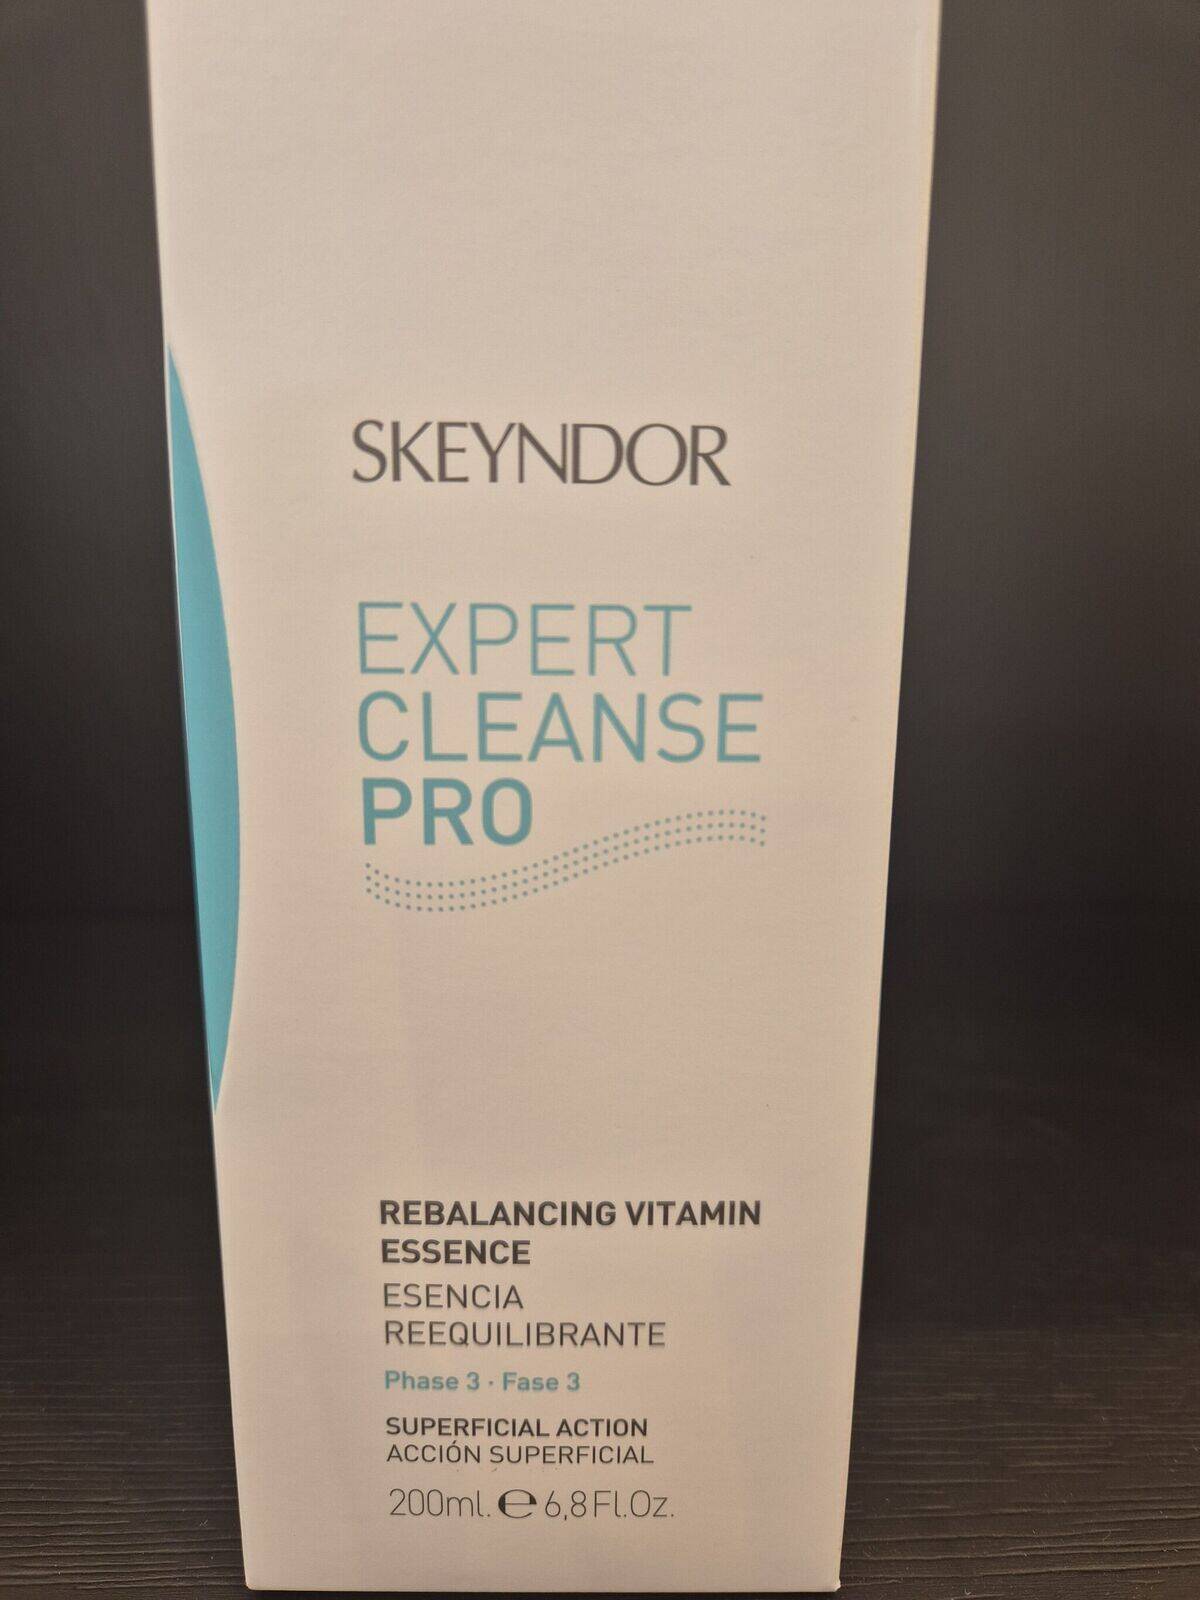 SKEYNDOR
EXPERT
CLEANSE
PRO
REBALANCING VITAMIN
ESSENCE
ESENCIA
REEQUILIBRANTE
Phase 3 · Fase 3
SUPERFICIAL ACTION
ACCIÓN SUPERFICIAL
200ml. ℮ 6,8 Fl.Oz.